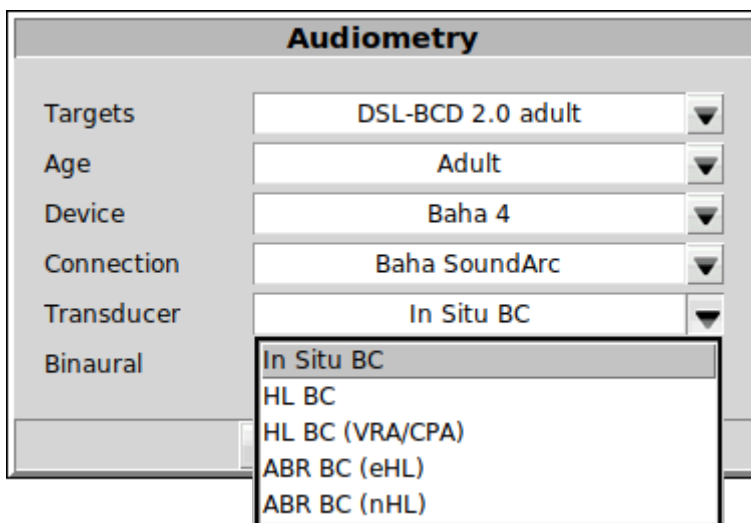 Audiometry
Targets DSL-BCD 2.0 adult
Age Adult
Device Baha 4
Connection Baha SoundArc
Transducer In Situ BC
Binaural
In Situ BC
HL BC
HL BC (VRA/CPA)
ABR BC (eHL)
ABR BC (nHL)